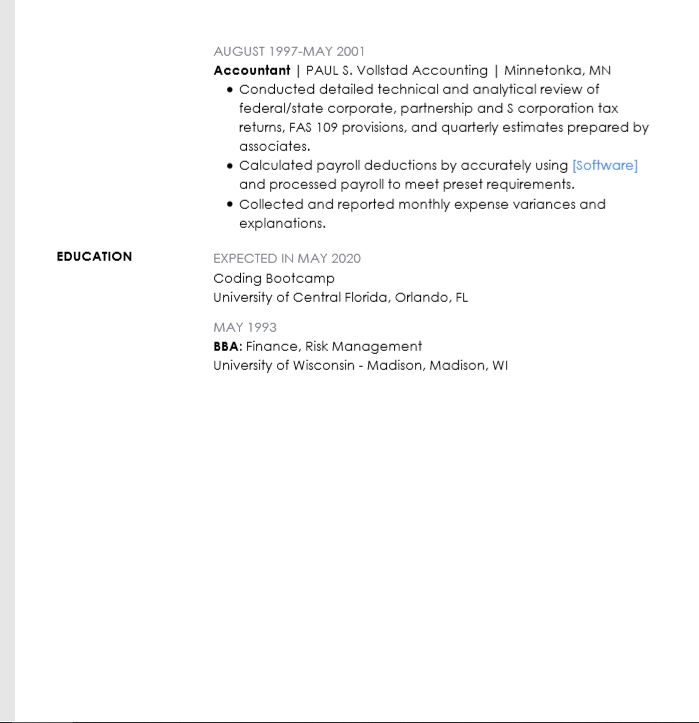 AUGUST 1997-MAY 2001
Accountant | PAUL S. Vollstad Accounting | Minnetonka, MN
• Conducted detailed technical and analytical review of
federal/state corporate, partnership and S corporation tax
returns, FAS 109 provisions, and quarterly estimates prepared by
associates.
• Calculated payroll deductions by accurately using [Software]
and processed payroll to meet preset requirements.
• Collected and reported monthly expense variances and
explanations.
EDUCATION
EXPECTED IN MAY 2020
Coding Bootcamp
University of Central Florida, Orlando, FL
MAY 1993
BBA: Finance, Risk Management
University of Wisconsin - Madison, Madison, WI